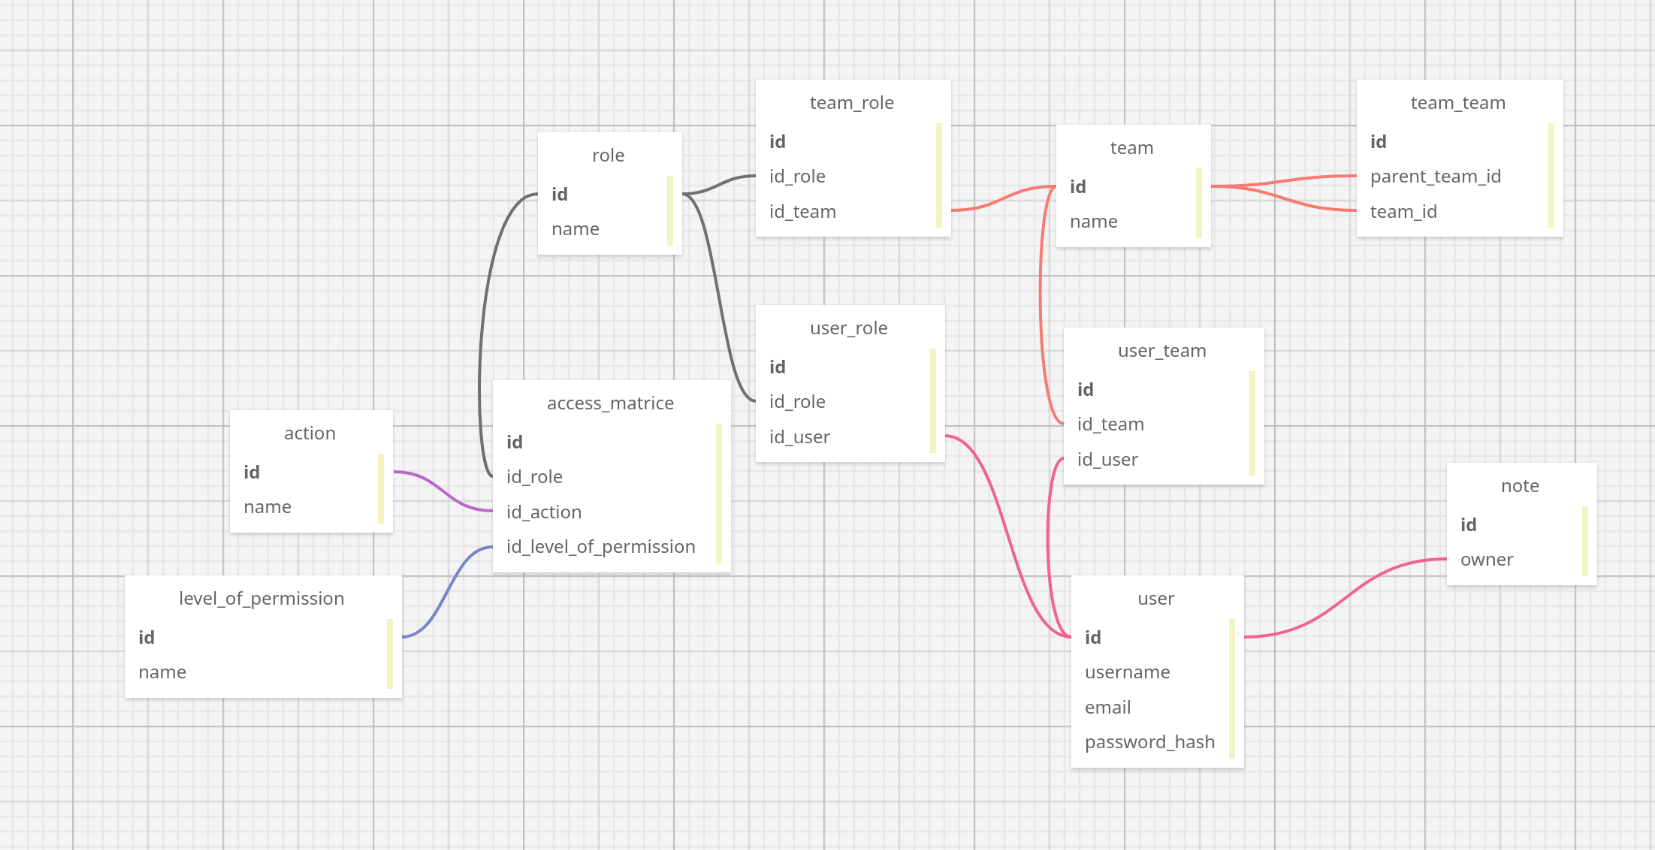 team_role
id
id_role
id_team
team_team
id
parent_team_id
team_id
role
id
name
team
id
name
user_role
id
id_role
id_user
user_team
id
id_team
id_user
access_matrice
id
id_role
id_action
id_level_of_permission
action
id
name
note
id
owner
level_of_permission
id
name
user
id
username
email
password_hash